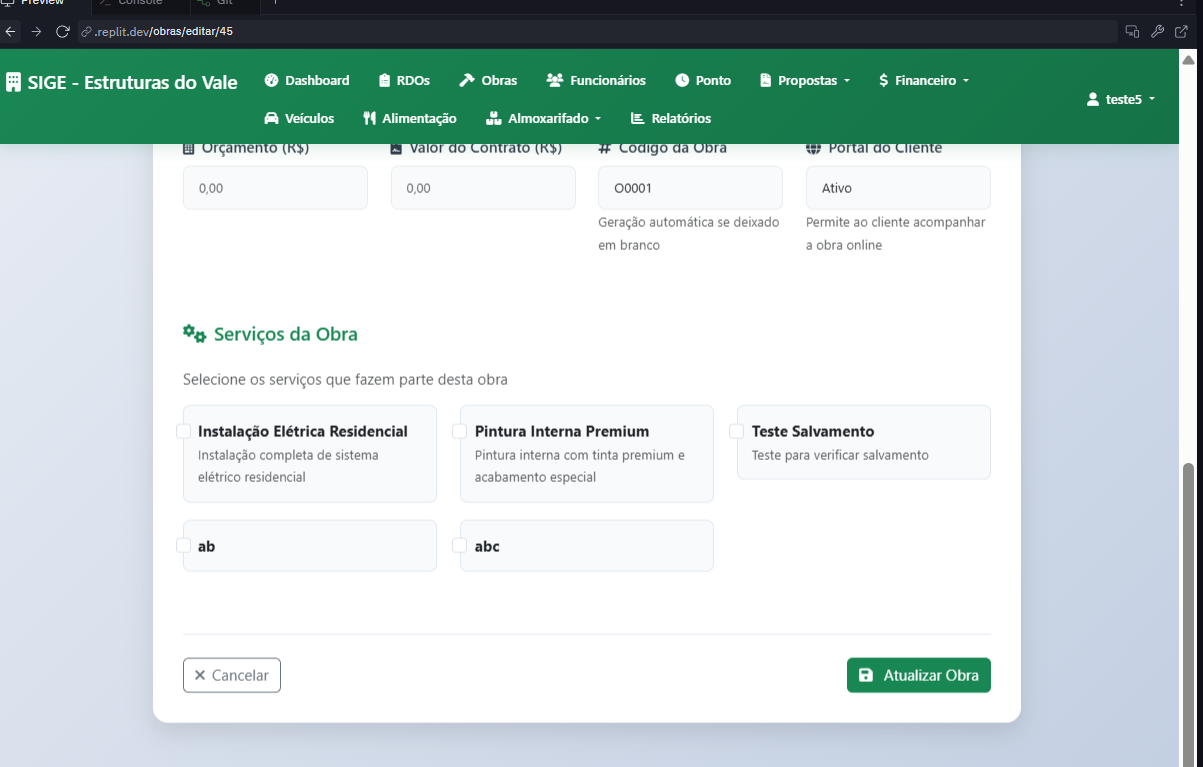 Preview Console Git
.replit.dev/obras/editar/45
SIGE - Estruturas do Vale
Dashboard RDOs Obras Funcionários Ponto Propostas Financeiro
Veículos Alimentação Almoxarifado Relatórios
teste5
Orçamento (R$) Valor do Contrato (R$) Código da Obra Portal do Cliente
0,00 0,00 O0001 Ativo
Geração automática se deixado
em branco
Permite ao cliente acompanhar
a obra online
Serviços da Obra
Selecione os serviços que fazem parte desta obra
Instalação Elétrica Residencial
Instalação completa de sistema
elétrico residencial
Pintura Interna Premium
Pintura interna com tinta premium e
acabamento especial
Teste Salvamento
Teste para verificar salvamento
ab
abc
Cancelar
Atualizar Obra